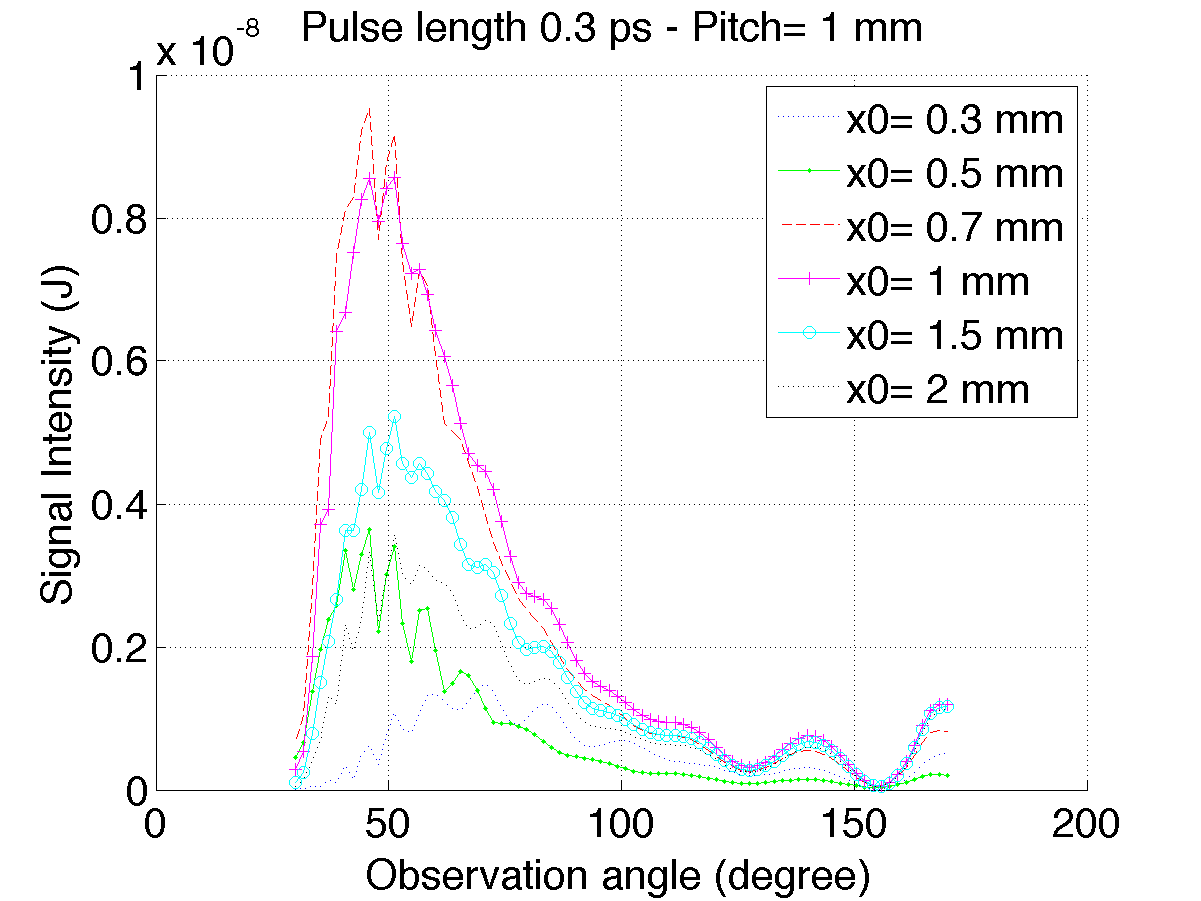 Pulse length 0.3 ps - Pitch= 1 mm
x 10^-8
1
0.8
0.6
0.4
0.2
0
0
50
100
150
200
Signal Intensity (J)
Observation angle (degree)
x0= 0.3 mm
x0= 0.5 mm
x0= 0.7 mm
x0= 1 mm
x0= 1.5 mm
x0= 2 mm